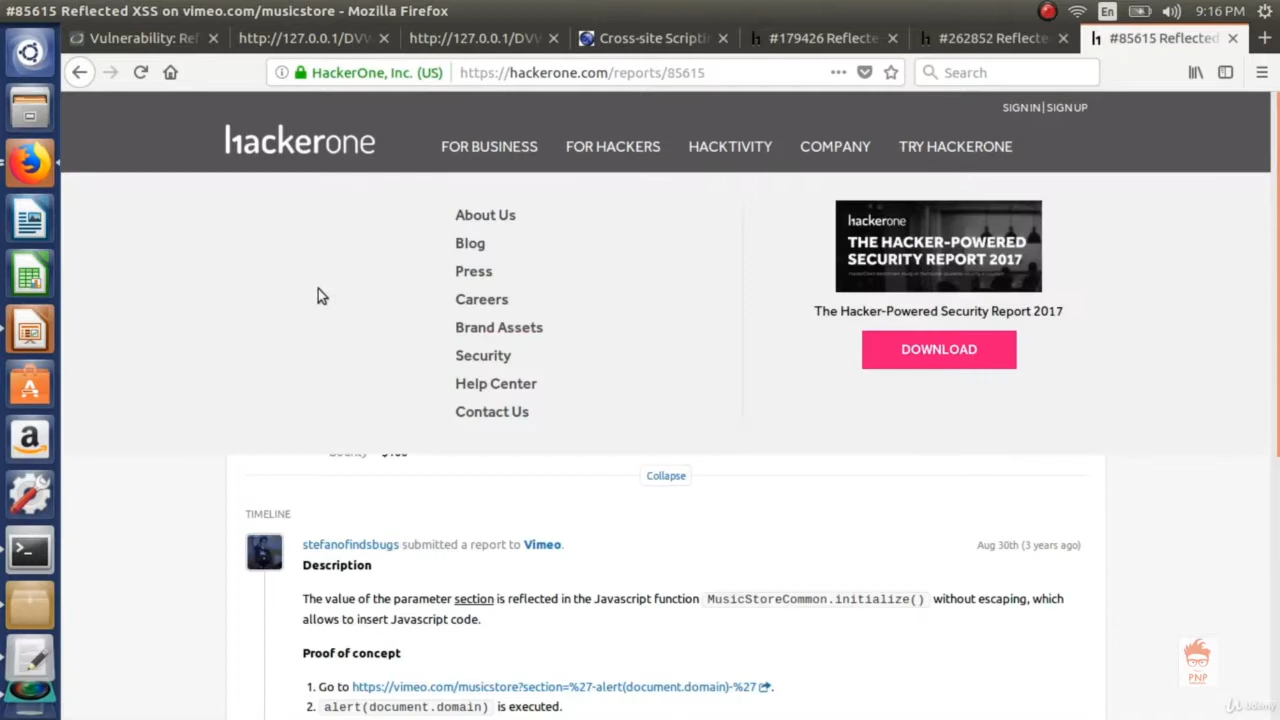 #85615 Reflected XSS on vimeo.com/musicstore - Mozilla Firefox
En
9:16 PM
Vulnerability: Ref
http://127.0.0.1/DVV
http://127.0.0.1/DVV
Cross-site Scripti
#179426 Reflecte
#262852 Reflecte
#85615 Reflected
HackerOne, Inc. (US)
https://hackerone.com/reports/85615
Search
SIGN IN | SIGN UP
hackerone
FOR BUSINESS
FOR HACKERS
HACKTIVITY
COMPANY
TRY HACKERONE
About Us
Blog
Press
Careers
Brand Assets
Security
Help Center
Contact Us
hackerone
THE HACKER-POWERED
SECURITY REPORT 2017
The Hacker-Powered Security Report 2017
DOWNLOAD
Collapse
TIMELINE
stefanofindsbugs submitted a report to Vimeo.
Aug 30th (3 years ago)
Description
The value of the parameter section is reflected in the Javascript function MusicStoreCommon.initialize() without escaping, which
allows to insert Javascript code.
Proof of concept
1. Go to https://vimeo.com/musicstore?section=%27-alert(document.domain)-%27.
2. alert(document.domain) is executed.
PNP
udemy